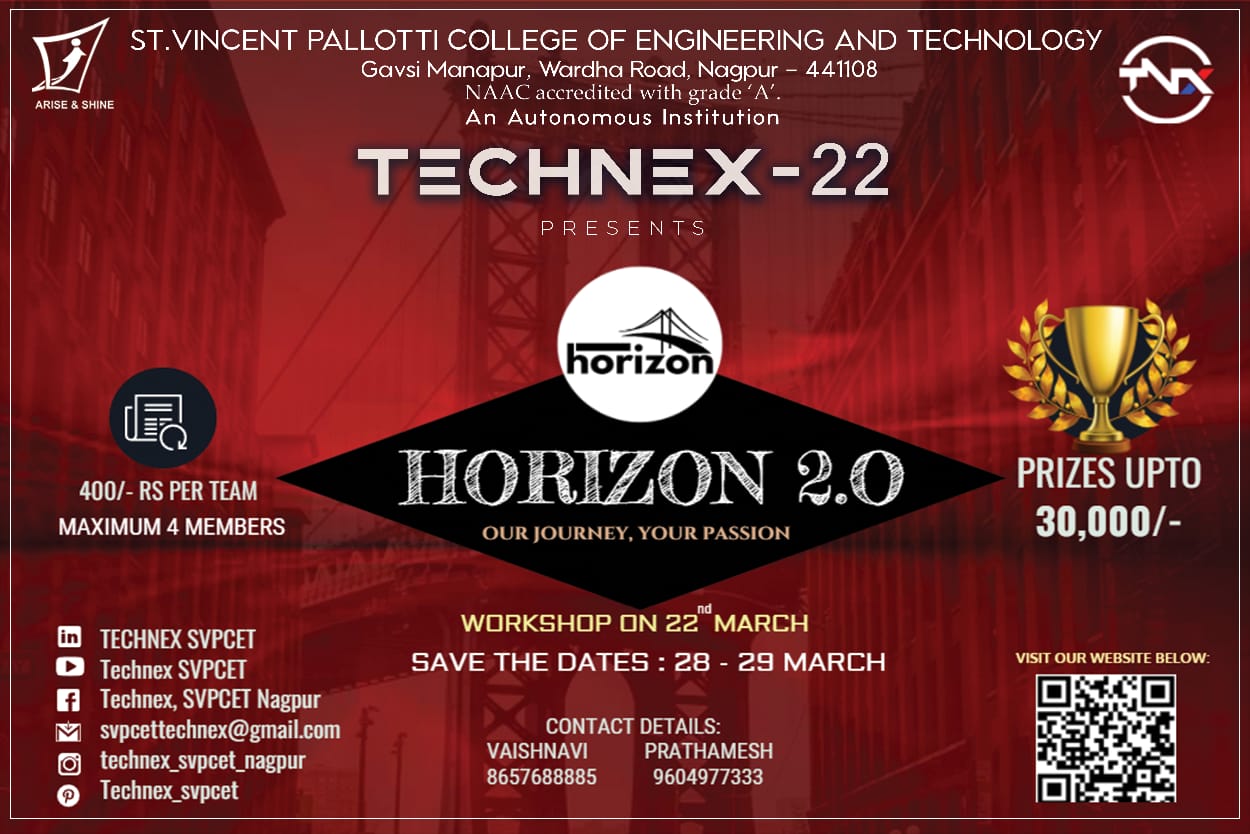 ST.VINCENT PALLOTTI COLLEGE OF ENGINEERING AND TECHNOLOGY
Gavsi Manapur, Wardha Road, Nagpur – 441108
NAAC accredited with grade ‘A’.
An Autonomous Institution
ARISE & SHINE
TNX
TECHNEX-22
PRESENTS
horizon
HORIZON 2.0
OUR JOURNEY, YOUR PASSION
400/- RS PER TEAM
MAXIMUM 4 MEMBERS
PRIZES UPTO
30,000/-
WORKSHOP ON 22nd MARCH
SAVE THE DATES : 28 - 29 MARCH
in TECHNEX SVPCET
Technex SVPCET
f Technex, SVPCET Nagpur
svpcettechnex@gmail.com
technex_svpcet_nagpur
Technex_svpcet
CONTACT DETAILS:
VAISHNAVI PRATHAMESH
8657688885 9604977333
VISIT OUR WEBSITE BELOW: